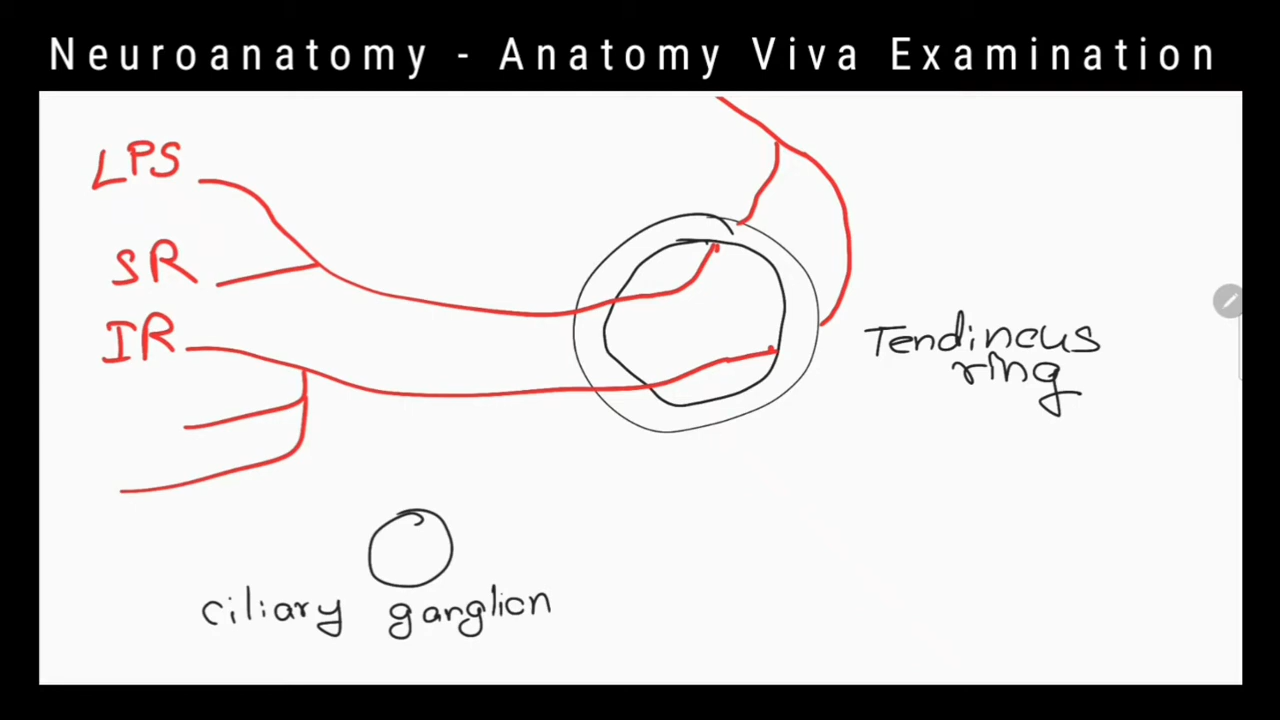 Neuroanatomy - Anatomy Viva Examination
LPS
SR
IR
Tendineus
ring
ciliary ganglion